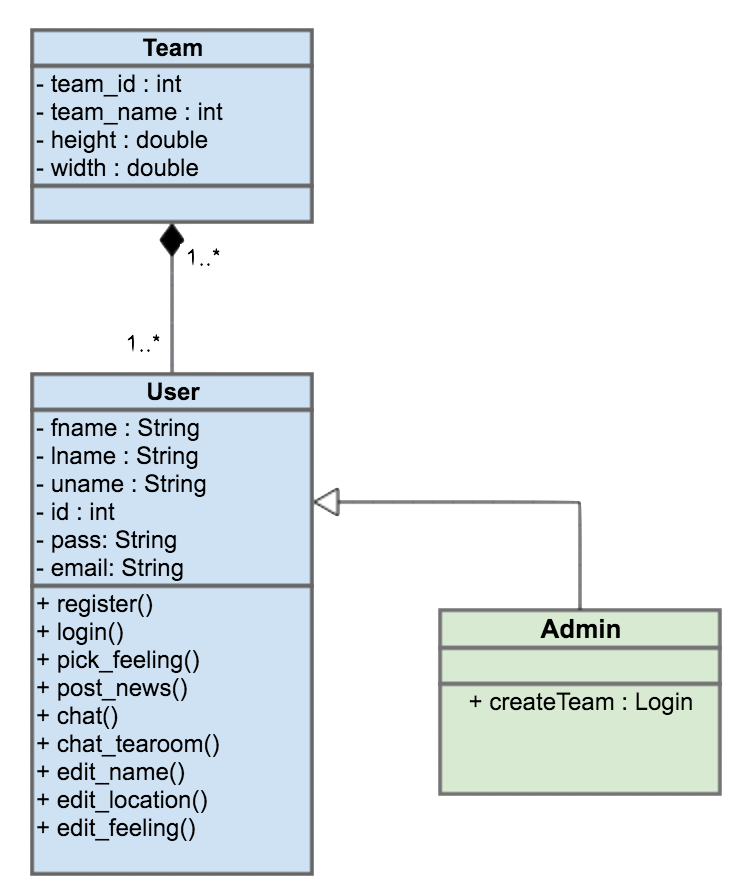 Team
- team_id : int
- team_name : int
- height : double
- width : double
1..*
1..*
User
- fname : String
- lname : String
- uname : String
- id : int
- pass: String
- email: String
+ register()
+ login()
+ pick_feeling()
+ post_news()
+ chat()
+ chat_tearoom()
+ edit_name()
+ edit_location()
+ edit_feeling()
Admin
+ createTeam : Login